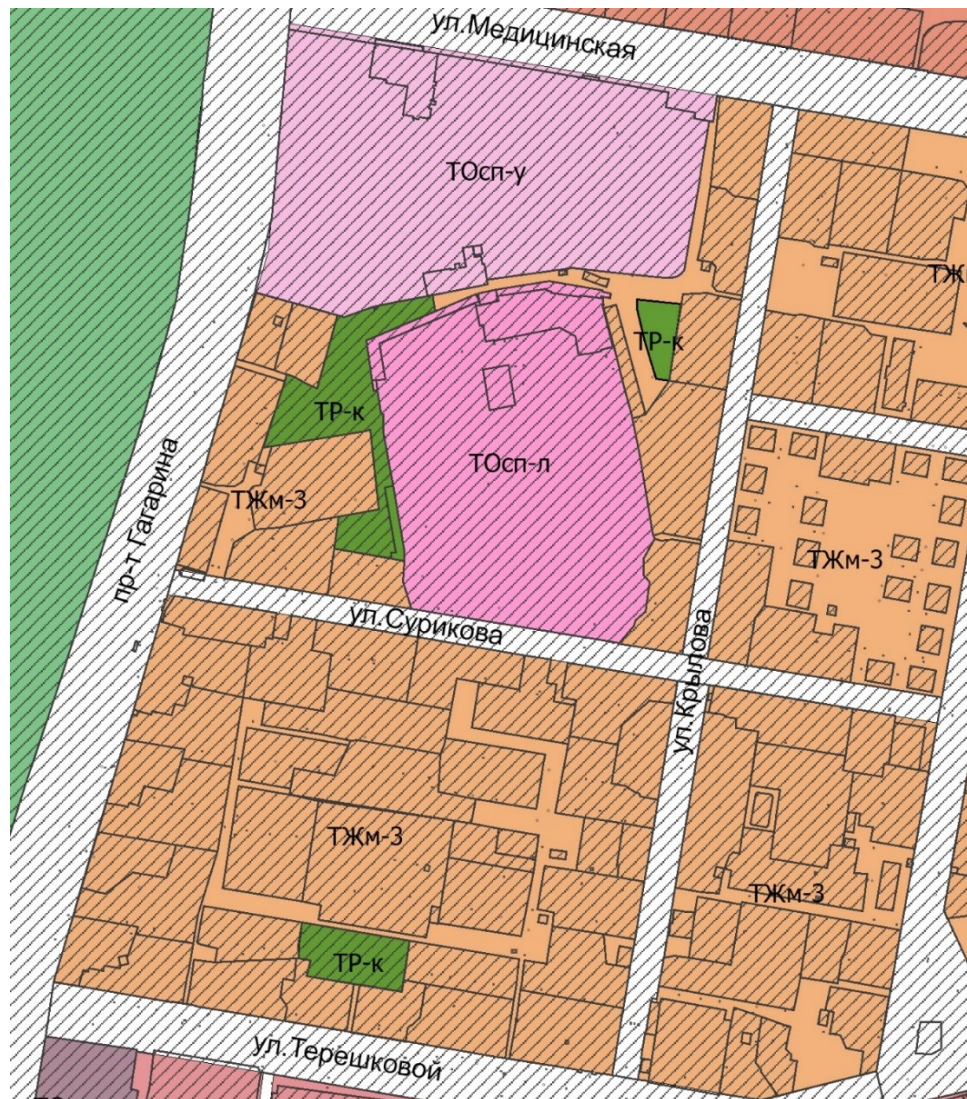 ул.Медицинская
ТОсп-у
ТЖ
ТР-к
ТР-к
ТОсп-л
ТЖм-3
пр-т Гагарина
ТЖм-3
ул.Сурикова
ул.Крылова
ТЖм-3
ТЖм-3
ТР-к
ул.Терешковой